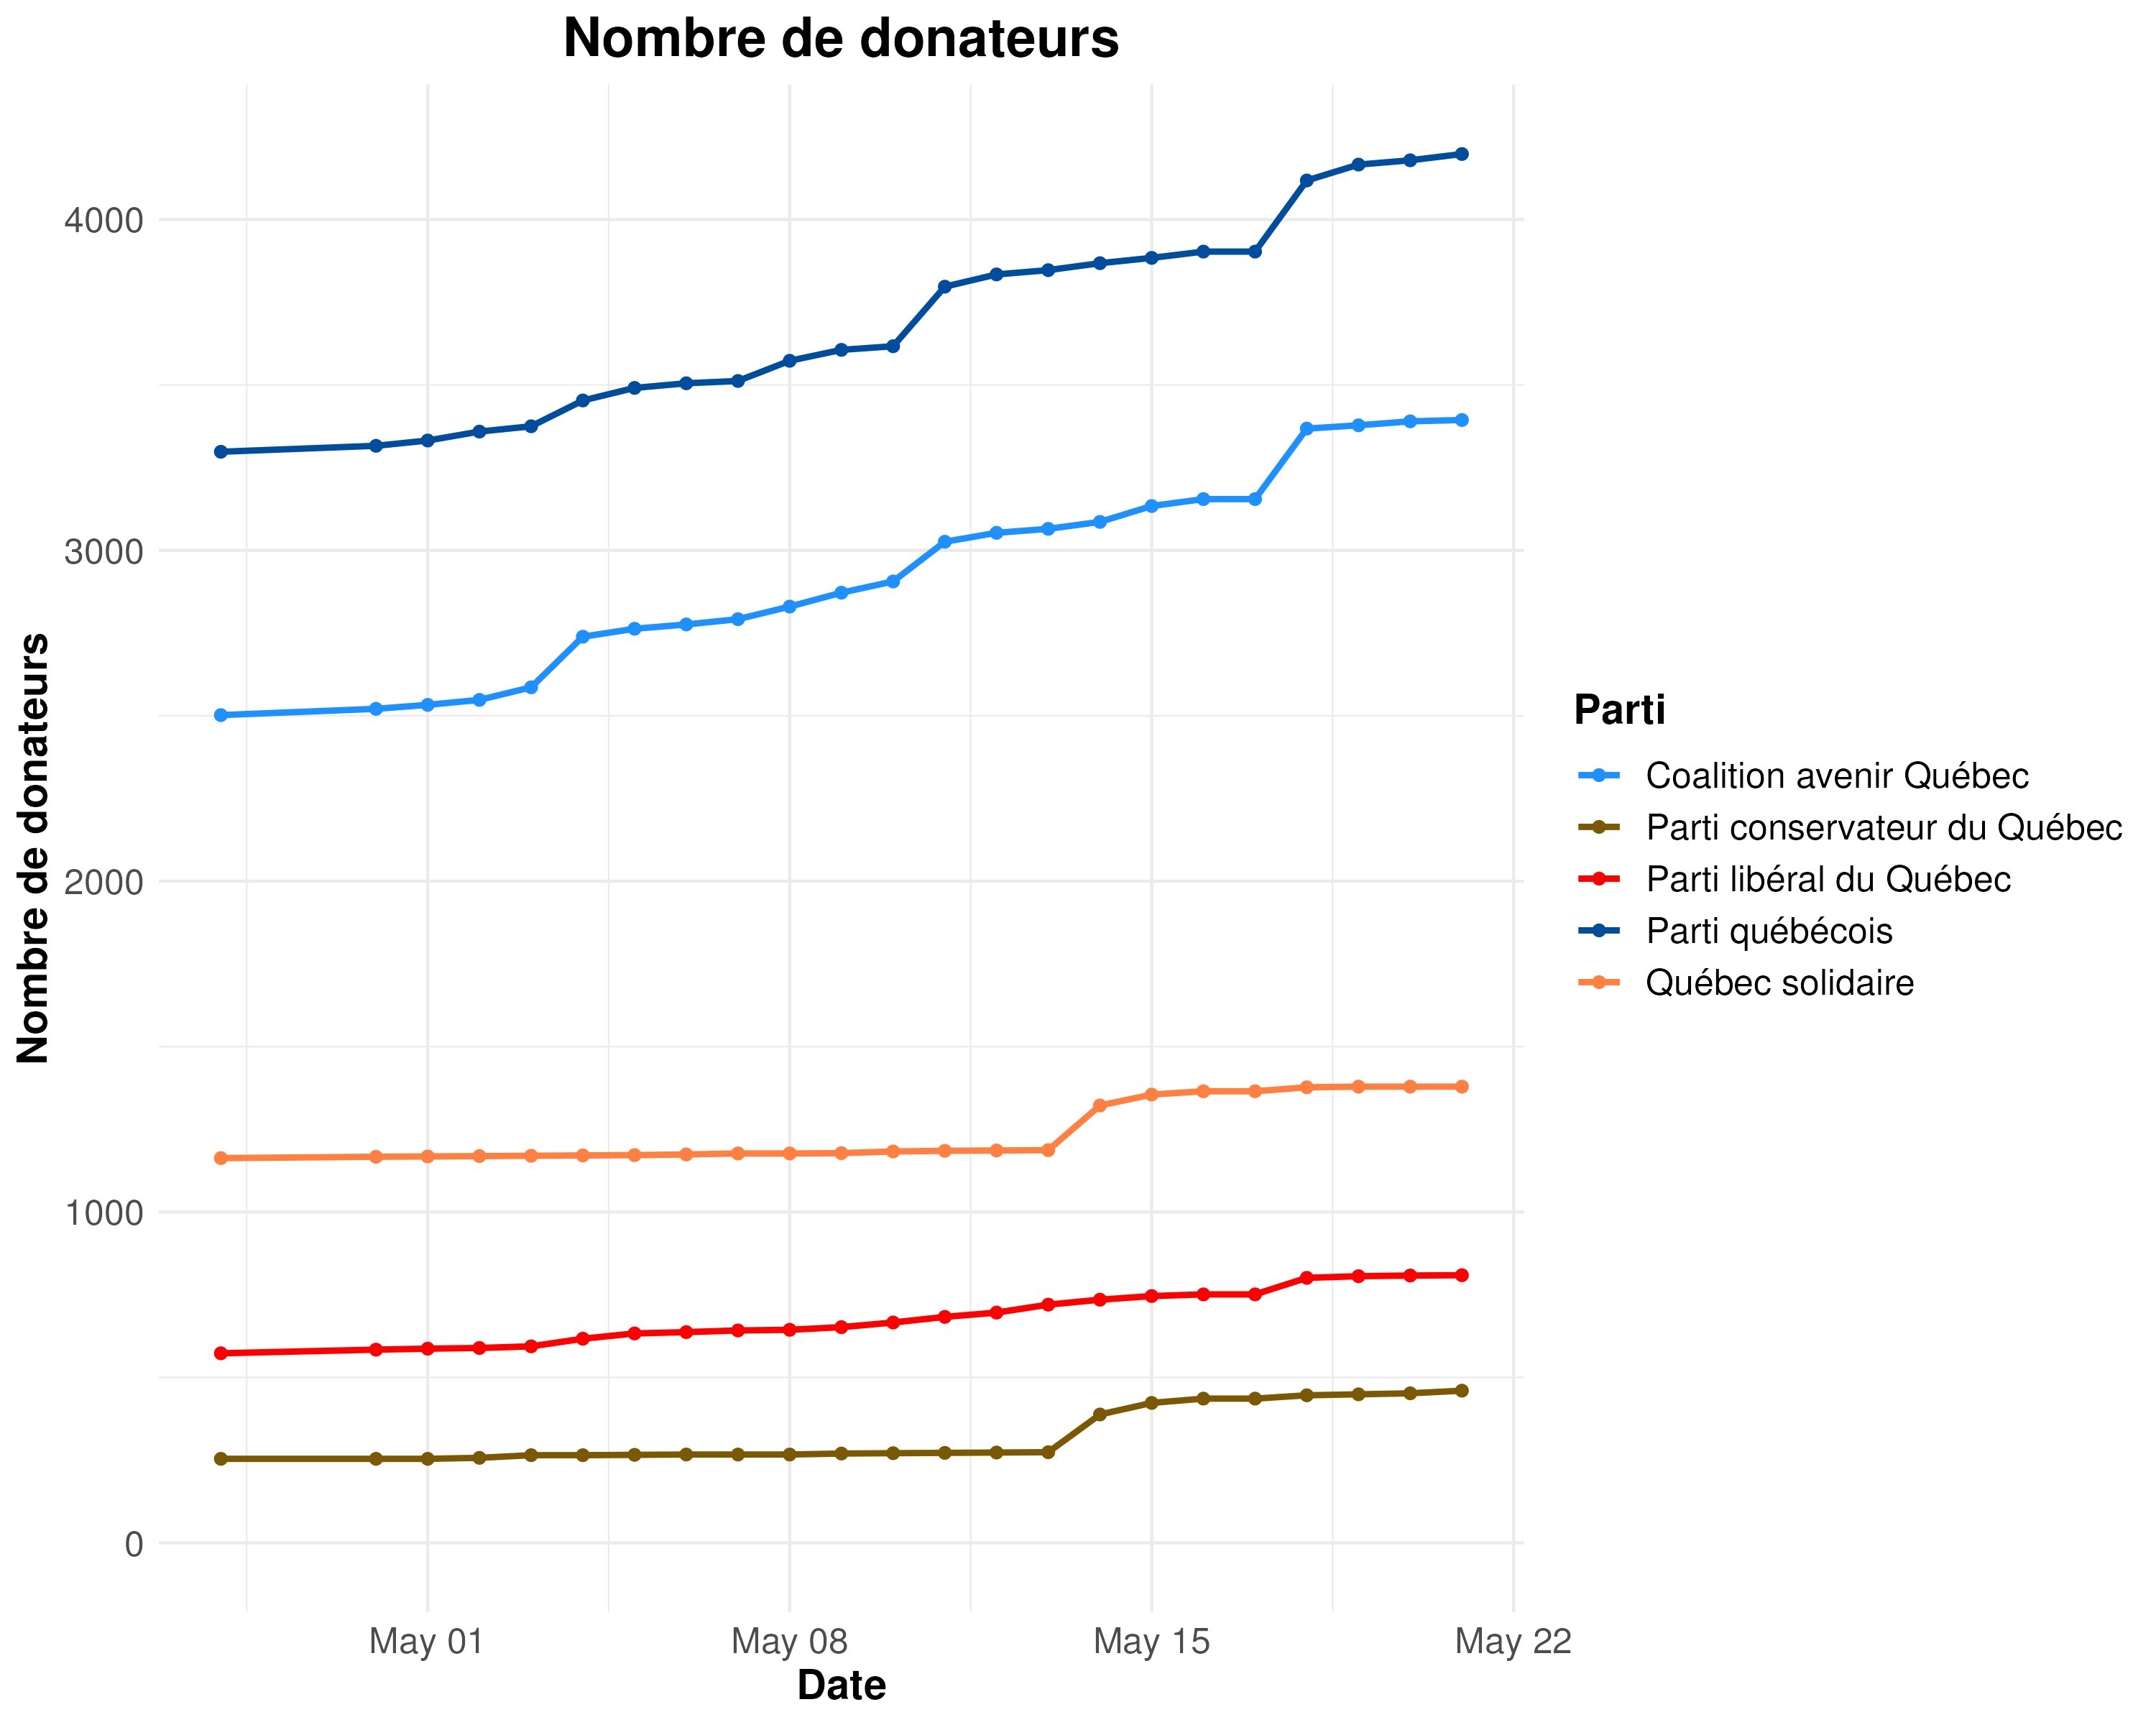 Nombre de donateurs
Nombre de donateurs
4000
3000
2000
1000
0
May 01
May 08
May 15
May 22
Date
Parti
Coalition avenir Québec
Parti conservateur du Québec
Parti libéral du Québec
Parti québécois
Québec solidaire